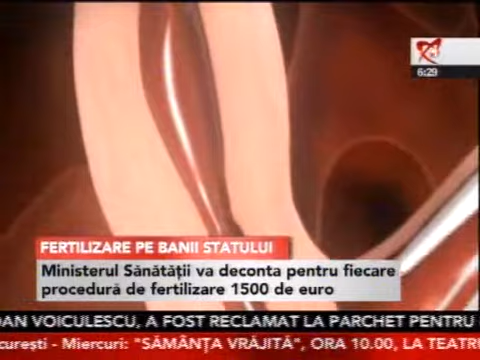 6:29
FERTILIZARE PE BANII STATULUI
Ministerul Sănătății va deconta pentru fiecare
procedură de fertilizare 1500 de euro
DAN VOICULESCU, A FOST RECLAMAT LA PARCHET PENTRU
curești - Miercuri: "SĂMÂNȚA VRĂJITĂ", ORA 10.00, LA TEATRU